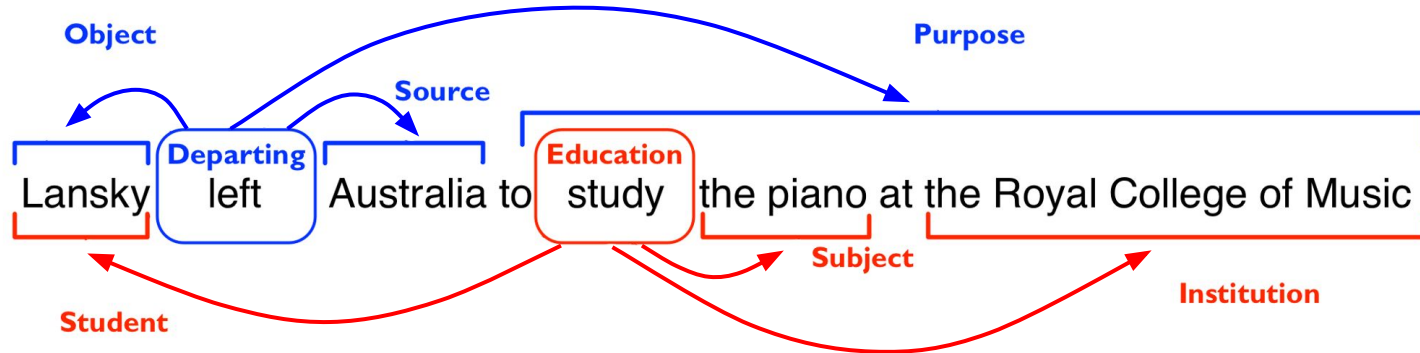 Object Purpose
Source
Departing Education
Lansky left Australia to study the piano at the Royal College of Music
Subject
Institution
Student